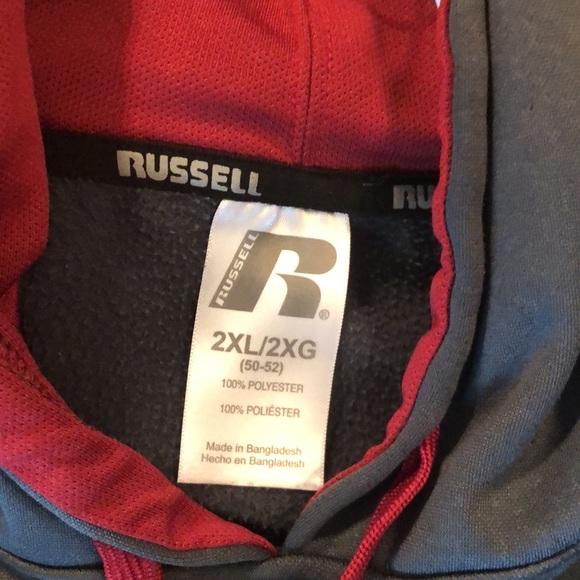 RUSSELL
RU
RUSSELL
R®
2XL/2XG
(50-52)
100% POLYESTER
100% POLIÉSTER
Made in Bangladesh
Hecho en Bangladesh